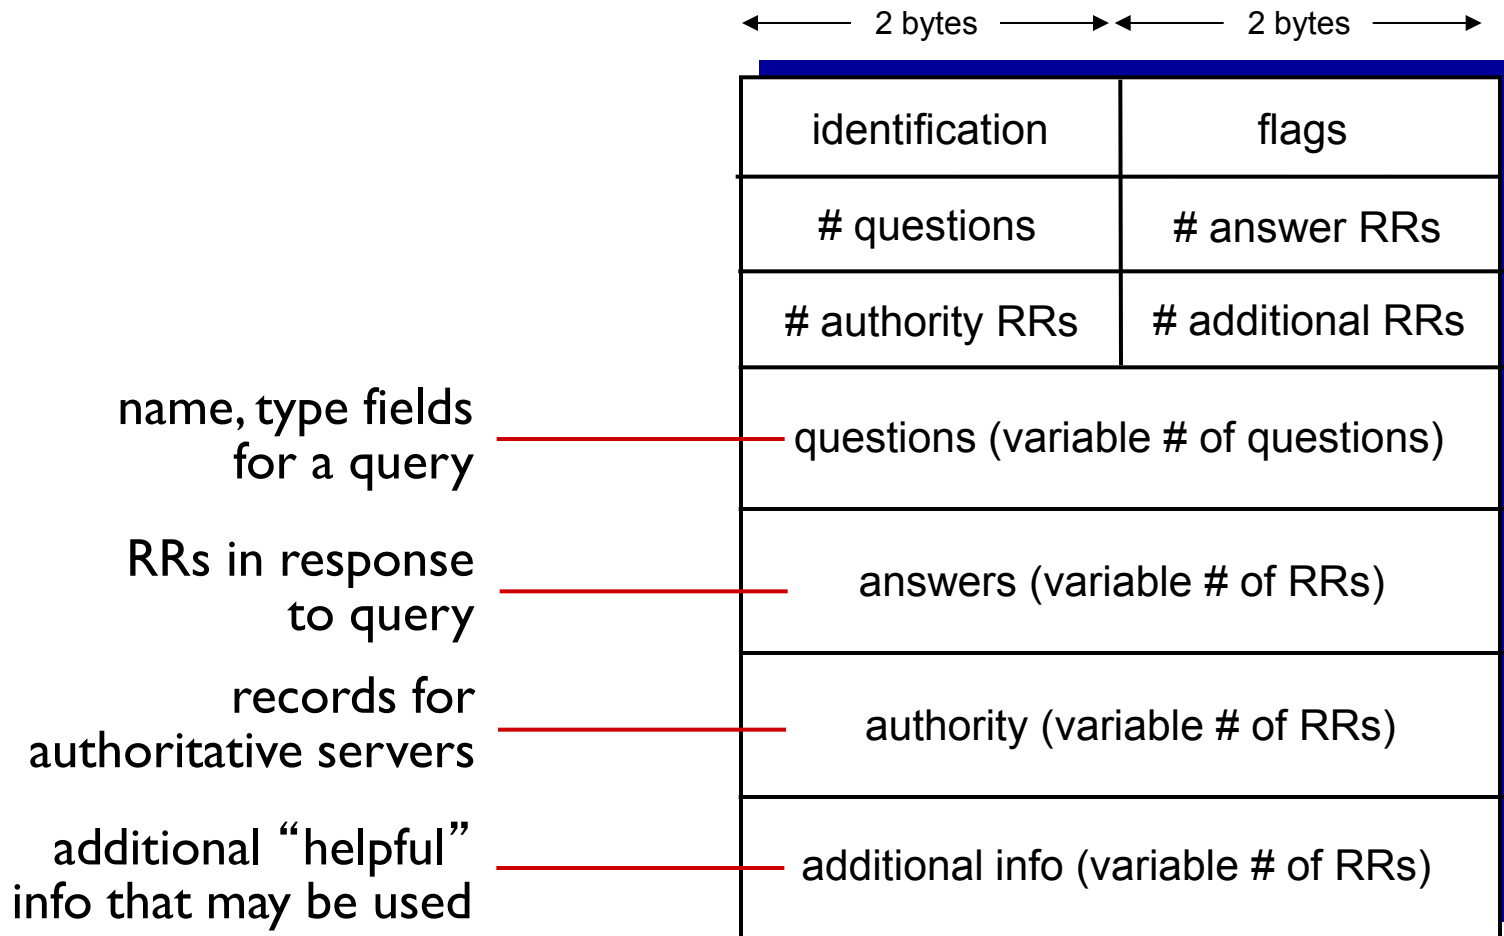 2 bytes 2 bytes
identification flags
# questions # answer RRs
# authority RRs # additional RRs
name, type fields
for a query
questions (variable # of questions)
RRs in response
to query
answers (variable # of RRs)
records for
authoritative servers
authority (variable # of RRs)
additional “helpful”
info that may be used
additional info (variable # of RRs)